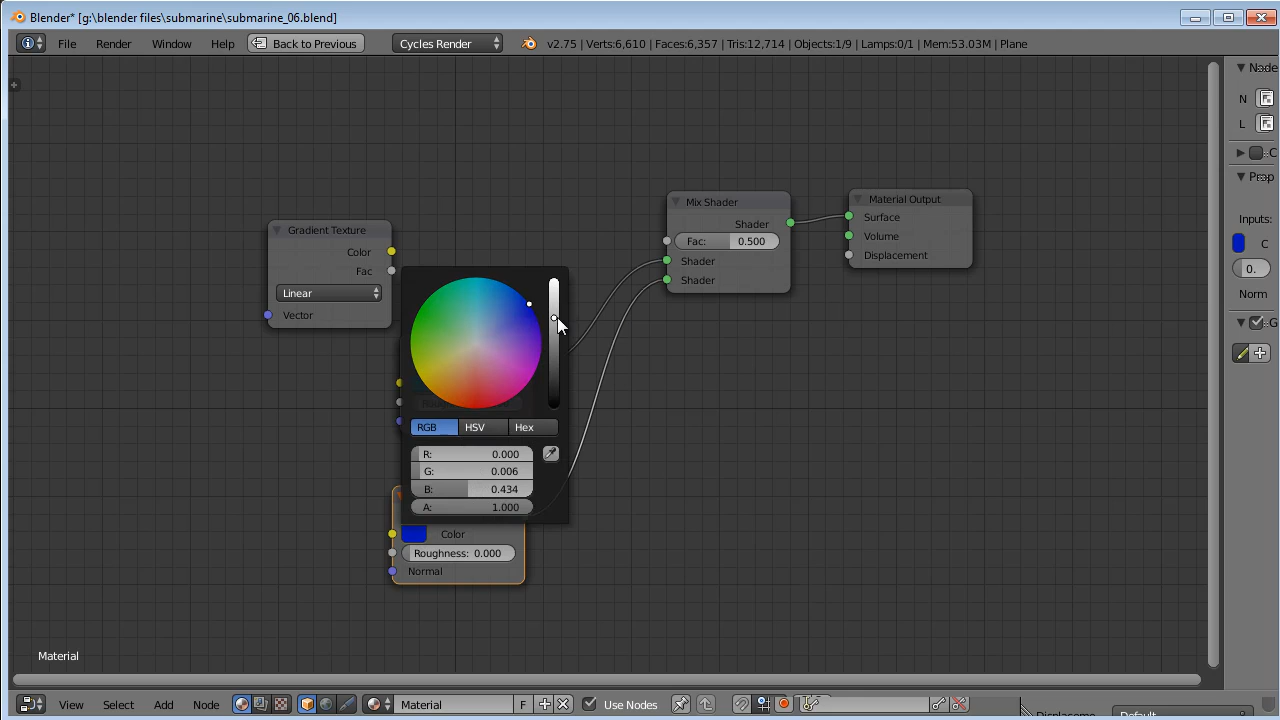 Blender* [g:\blender files\submarine\submarine_06.blend]
File Render Window Help Back to Previous Cycles Render v2.75 | Verts:6,610 | Faces:6,357 | Tris:12,714 | Objects:1/9 | Lamps:0/1 | Mem:53.03M | Plane
Node
N
L
C
Prop
Inputs:
C
0.
Norm
G
Gradient Texture
Color
Fac
Linear
Vector
Mix Shader
Shader
Fac: 0.500
Shader
Shader
Material Output
Surface
Volume
Displacement
RGB HSV Hex
R: 0.000
G: 0.006
B: 0.434
A: 1.000
Color
Roughness: 0.000
Normal
Material
View Select Add Node Material F Use Nodes
Default